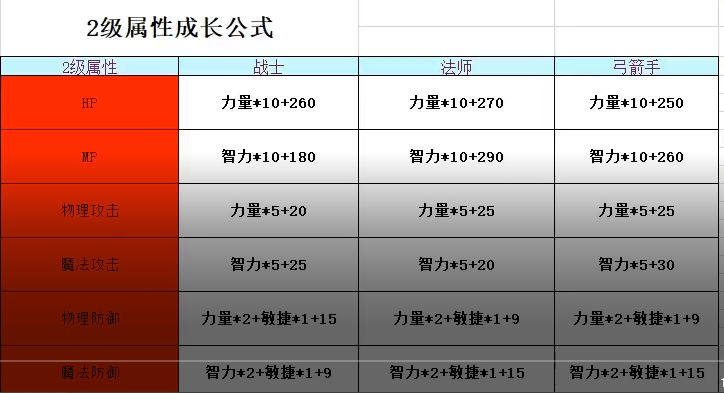 2级属性成长公式
2级属性 战士 法师 弓箭手
HP 力量*10+260 力量*10+270 力量*10+250
MP 智力*10+180 智力*10+290 智力*10+260
物理攻击 力量*5+20 力量*5+25 力量*5+25
魔法攻击 智力*5+25 智力*5+20 智力*5+30
物理防御 力量*2+敏捷*1+15 力量*2+敏捷*1+9 力量*2+敏捷*1+9
魔法防御 智力*2+敏捷*1+9 智力*2+敏捷*1+15 智力*2+敏捷*1+15